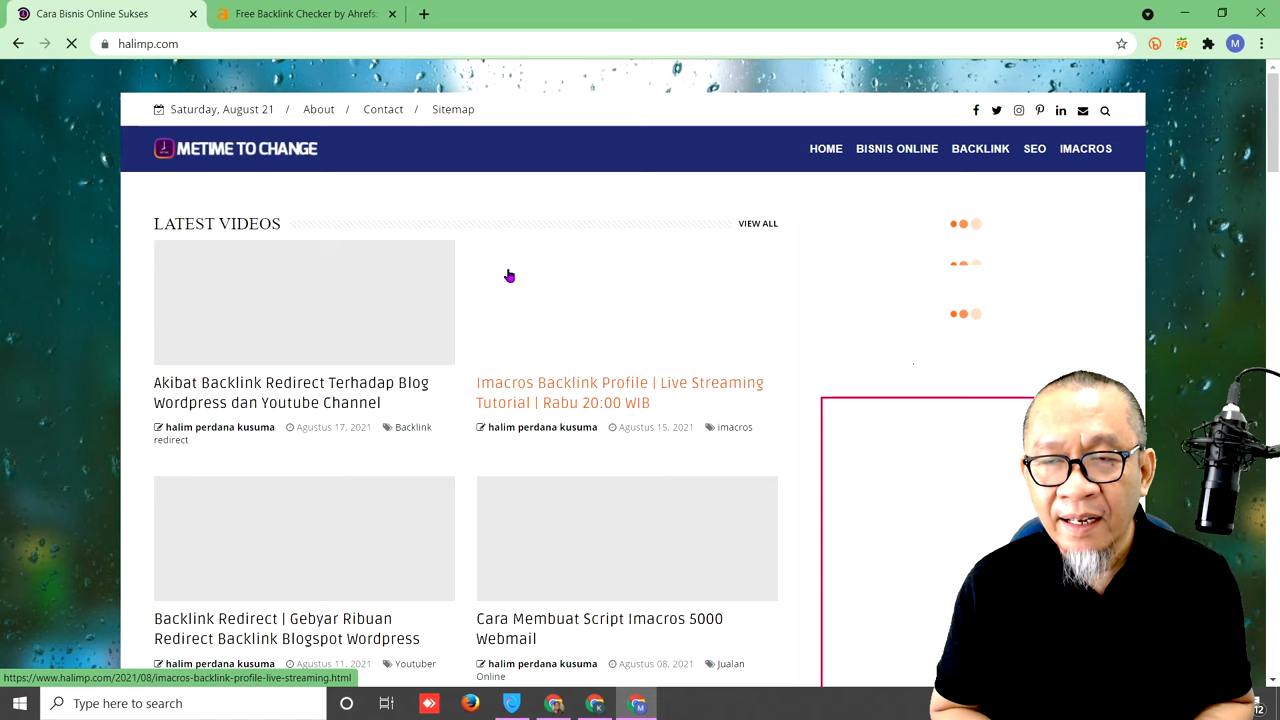 Cara Bisnis Online Sukses
Free Backlink Checker by Ahrefs:
halimp.com
M
Saturday, August 21 / About / Contact / Sitemap
METIME TO CHANGE
HOME BISNIS ONLINE BACKLINK SEO IMACROS
LATEST VIDEOS
VIEW ALL
Akibat Backlink Redirect Terhadap Blog
Wordpress dan Youtube Channel
halim perdana kusuma Agustus 17, 2021 Backlink
redirect
Imacros Backlink Profile | Live Streaming
Tutorial | Rabu 20:00 WIB
halim perdana kusuma Agustus 15, 2021 imacros
Backlink Redirect | Gebyar Ribuan
Redirect Backlink Blogspot Wordpress
halim perdana kusuma Agustus 11, 2021 Youtuber
Cara Membuat Script Imacros 5000
Webmail
halim perdana kusuma Agustus 08, 2021 Jualan
Online
https://www.halimp.com/2021/08/imacros-backlink-profile-live-streaming.html
Type here to search